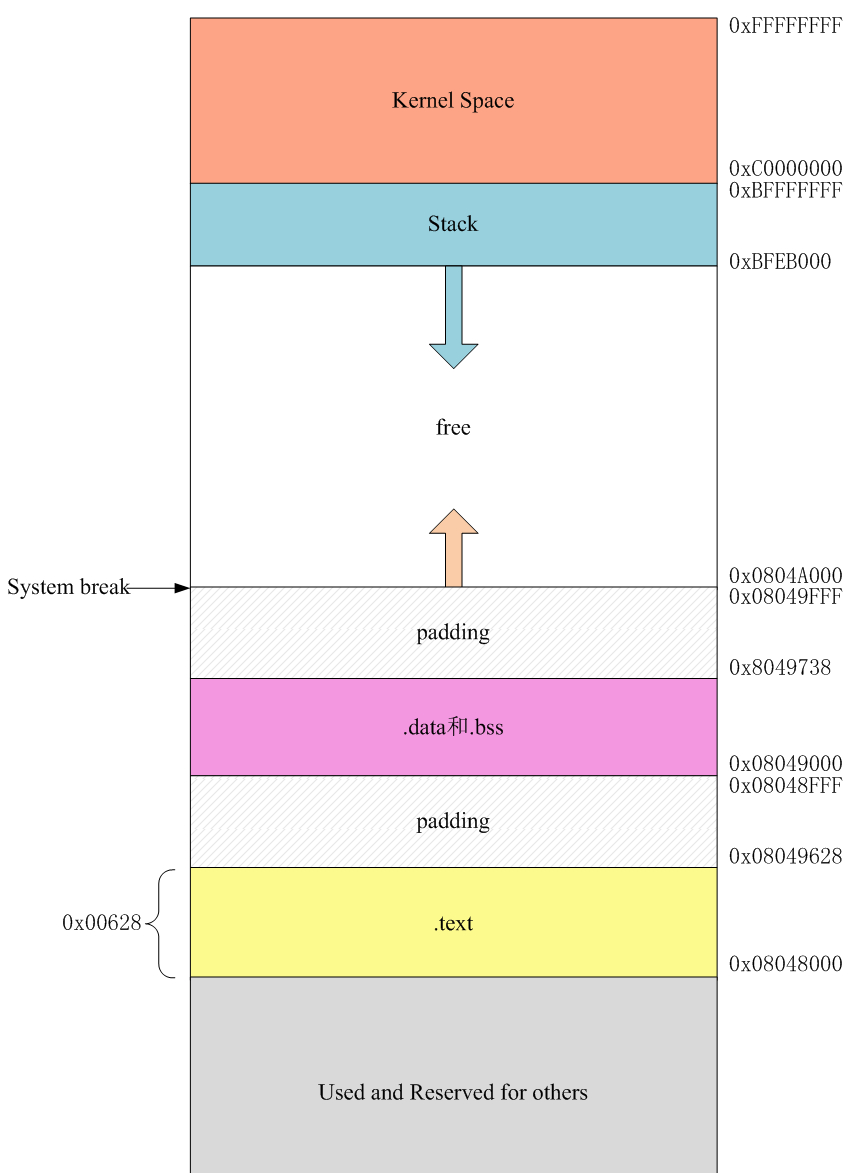 0xFFFFFFFF
Kernel Space
0xC0000000
0xBFFFFFFF
Stack
0xBFEB000
free
0x0804A000
System break
0x08049FFF
padding
0x8049738
.data和.bss
0x08049000
0x08048FFF
padding
0x08049628
0x00628
.text
0x08048000
Used and Reserved for others